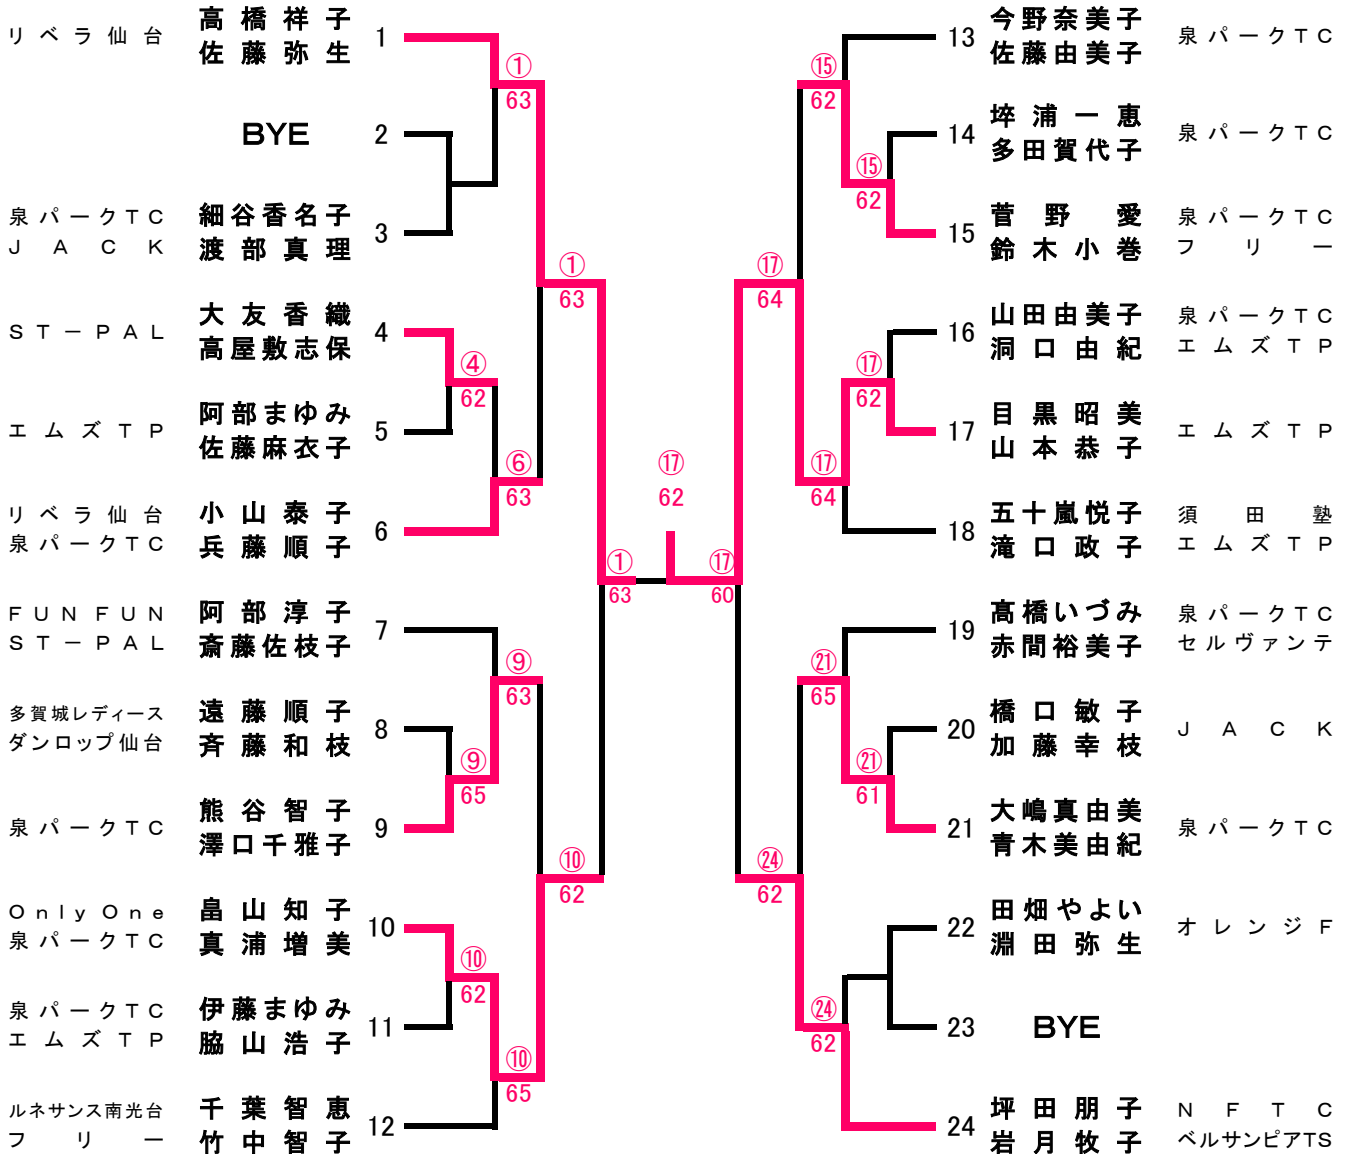 リベラ仙台 高橋祥子 佐藤弥生 1
BYE 2
泉パークTC JACK 細谷香名子 渡部真理 3
ST-PAL 大友香織 高屋敷志保 4
エムズTP 阿部まゆみ 佐藤麻衣子 5
リベラ仙台 泉パークTC 小山泰子 兵藤順子 6
FUNFUN ST-PAL 阿部淳子 斎藤佐枝子 7
多賀城レディース ダンロップ仙台 遠藤順子 斉藤和枝 8
泉パークTC 熊谷智子 澤口千雅子 9
OnlyOne 泉パークTC 畠山知子 真浦増美 10
泉パークTC エムズTP 伊藤まゆみ 脇山浩子 11
ルネサンス南光台 フリー 千葉智恵 竹中智子 12
① 63
④ 62
⑥ 63
① 63
⑨ 65
⑨ 63
⑩ 62
⑩ 65
⑩ 62
① 63
⑰ 62
⑰ 60
13 今野奈美子 佐藤由美子 泉パークTC
14 埣浦一恵 多田賀代子 泉パークTC
15 菅野愛 鈴木小巻 泉パークTC フリー
16 山田由美子 洞口由紀 泉パークTC エムズTP
17 目黒昭美 山本恭子 エムズTP
18 五十嵐悦子 滝口政子 須田塾 エムズTP
19 髙橋いづみ 赤間裕美子 泉パークTC セルヴァンテ
20 橋口敏子 加藤幸枝 JACK
21 大嶋真由美 青木美由紀 泉パークTC
22 田畑やよい 淵田弥生 オレンジF
23 BYE
24 坪田朋子 岩月牧子 NFTC ベルサンピアTS
⑮ 62
⑮ 62
⑰ 64
⑰ 62
⑰ 64
㉑ 65
㉑ 61
㉔ 62
㉔ 62